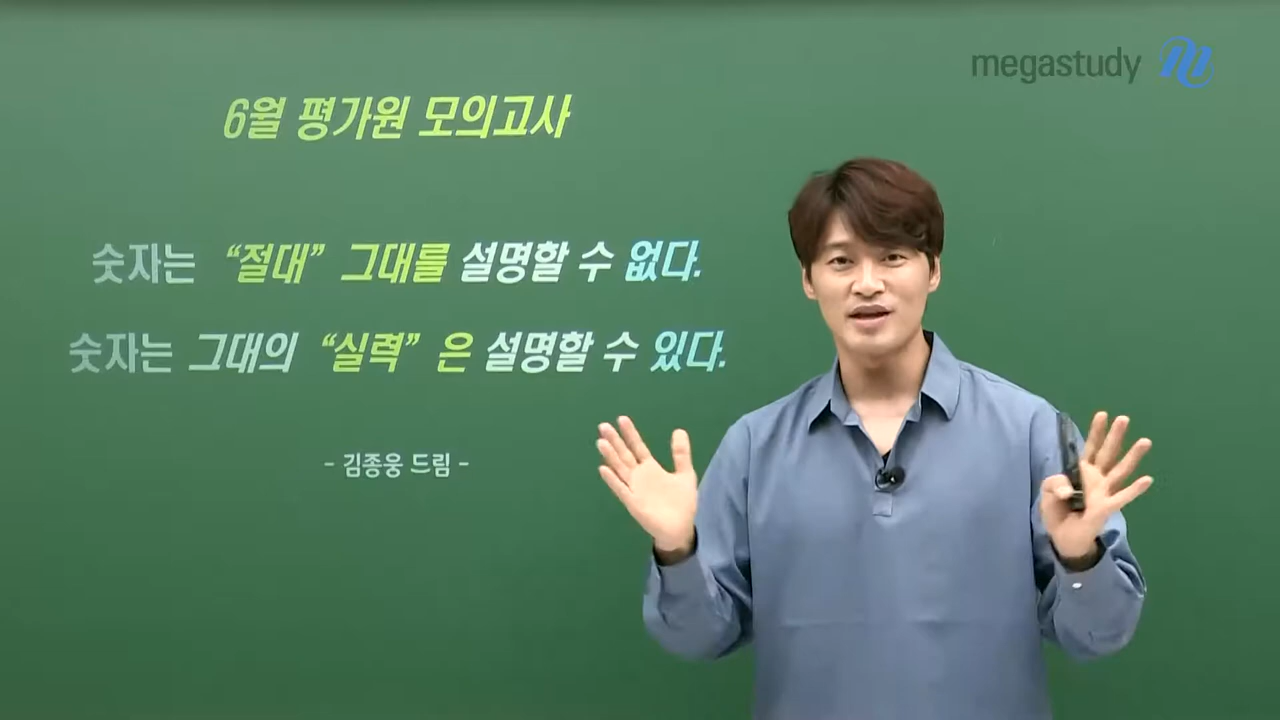 megastudy
6월 평가원 모의고사
숫자는 “절대” 그대를 설명할 수 없다.
숫자는 그대의 “실력” 은 설명할 수 있다.
- 김종웅 드림 -